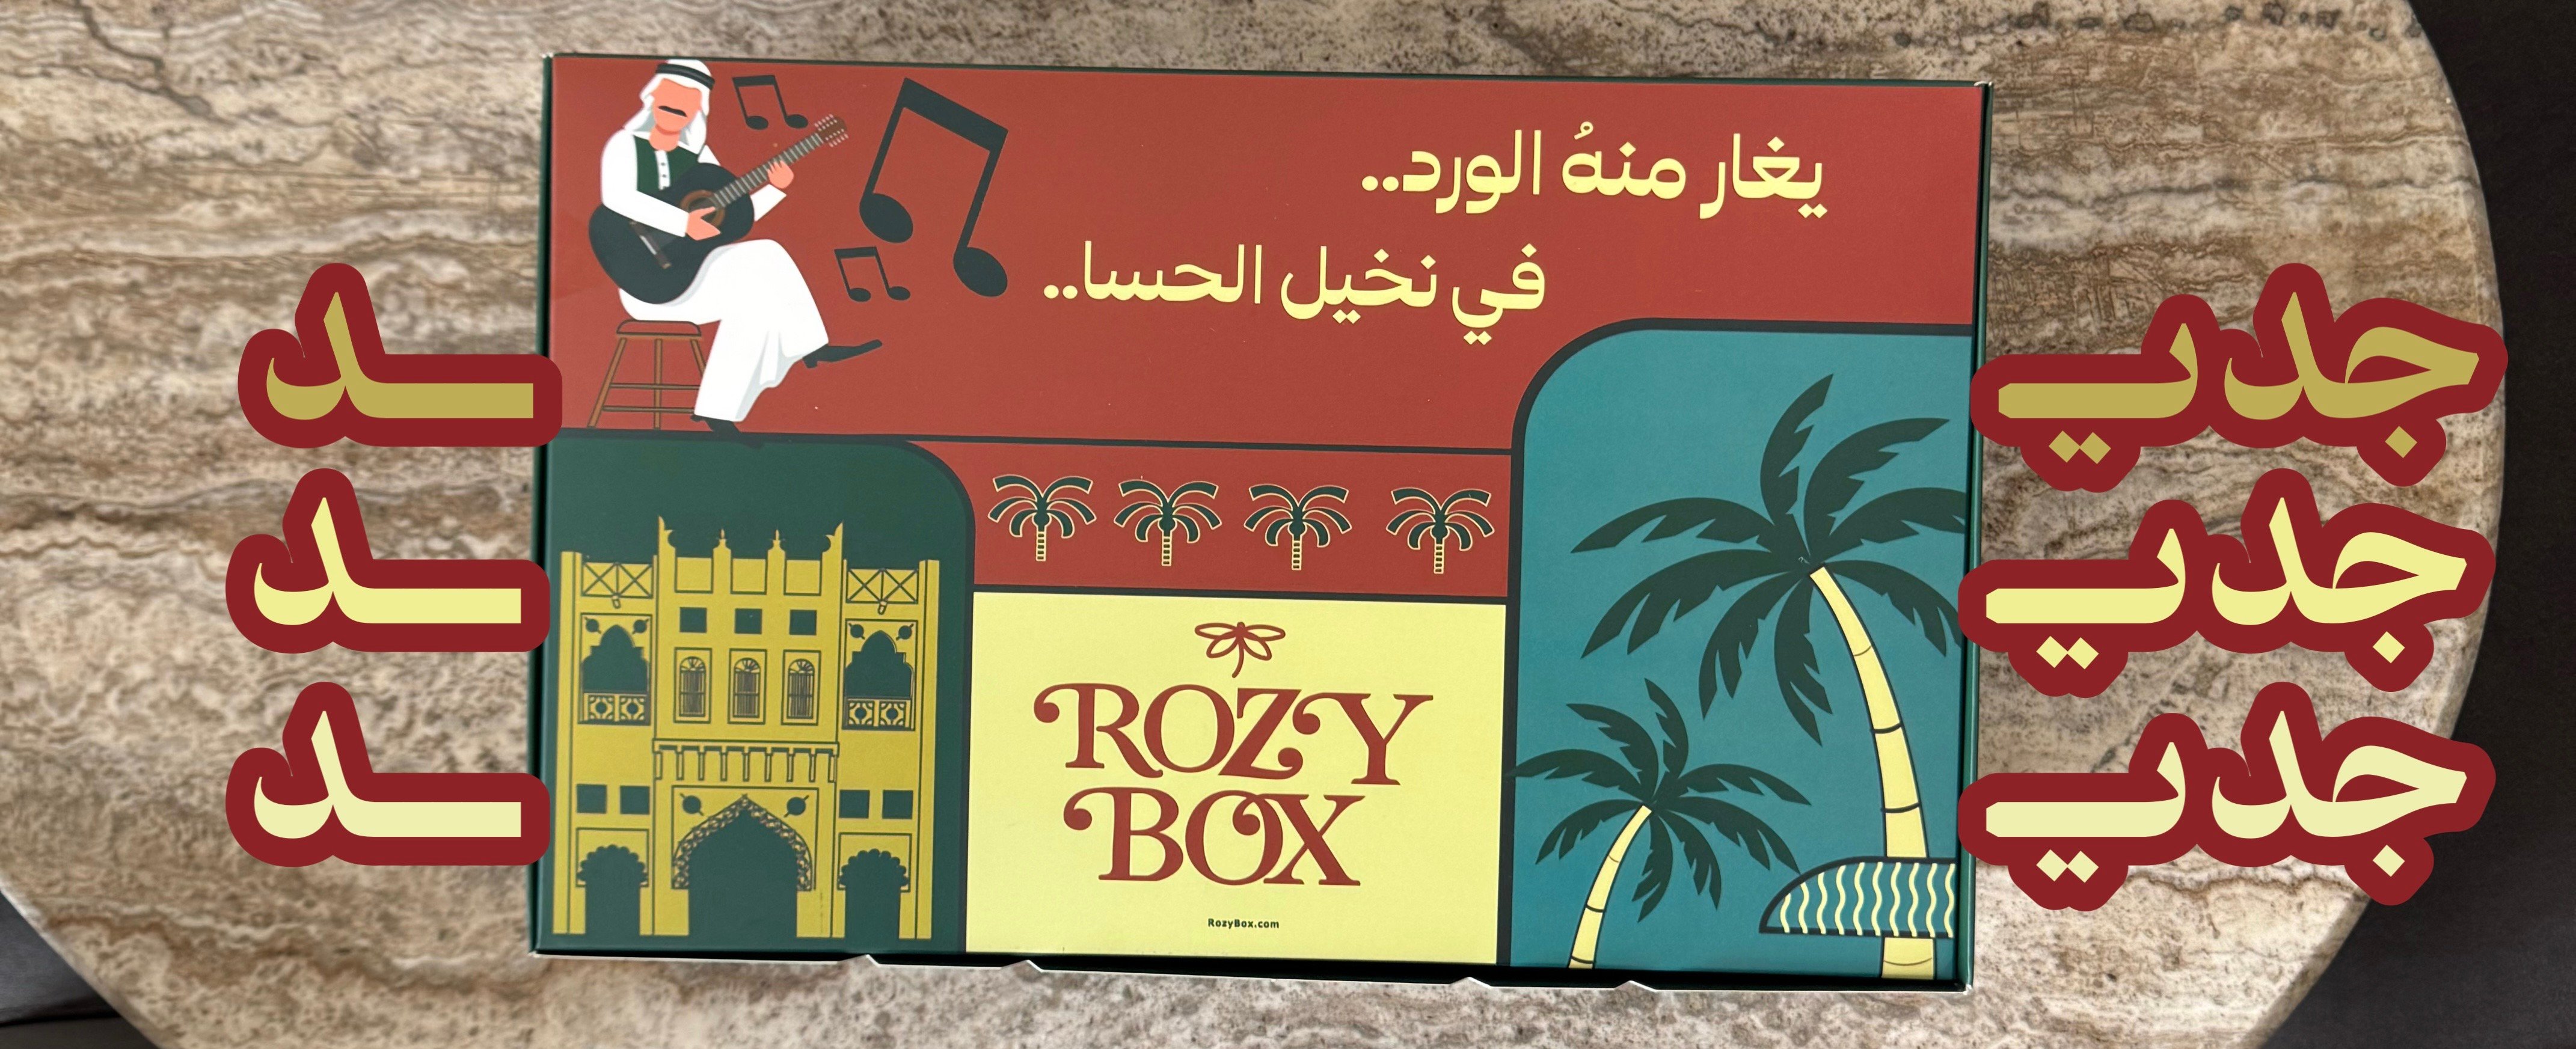 يغار منهُ الورد..
في نخيل الحسا..
جديـــد
جديـــد
جديـــد
ROZY
BOX
RozyBox.com